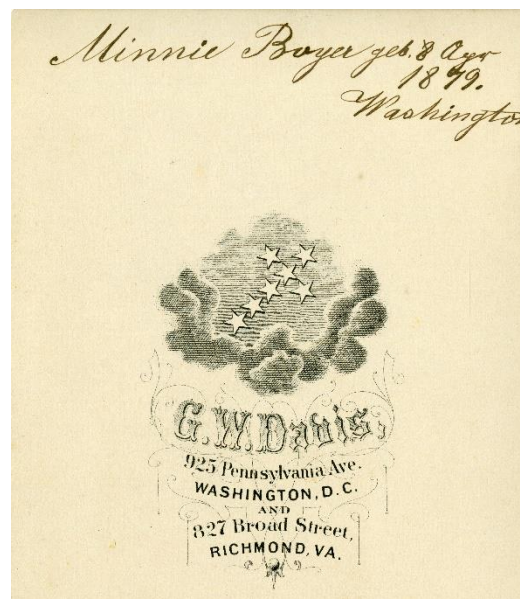 Minnie Boyer geb. 8 Apr
1879.
Washington
G. W. Davis,
925 Pennsylvania Ave.
WASHINGTON, D.C.
AND
827 Broad Street,
RICHMOND, VA.